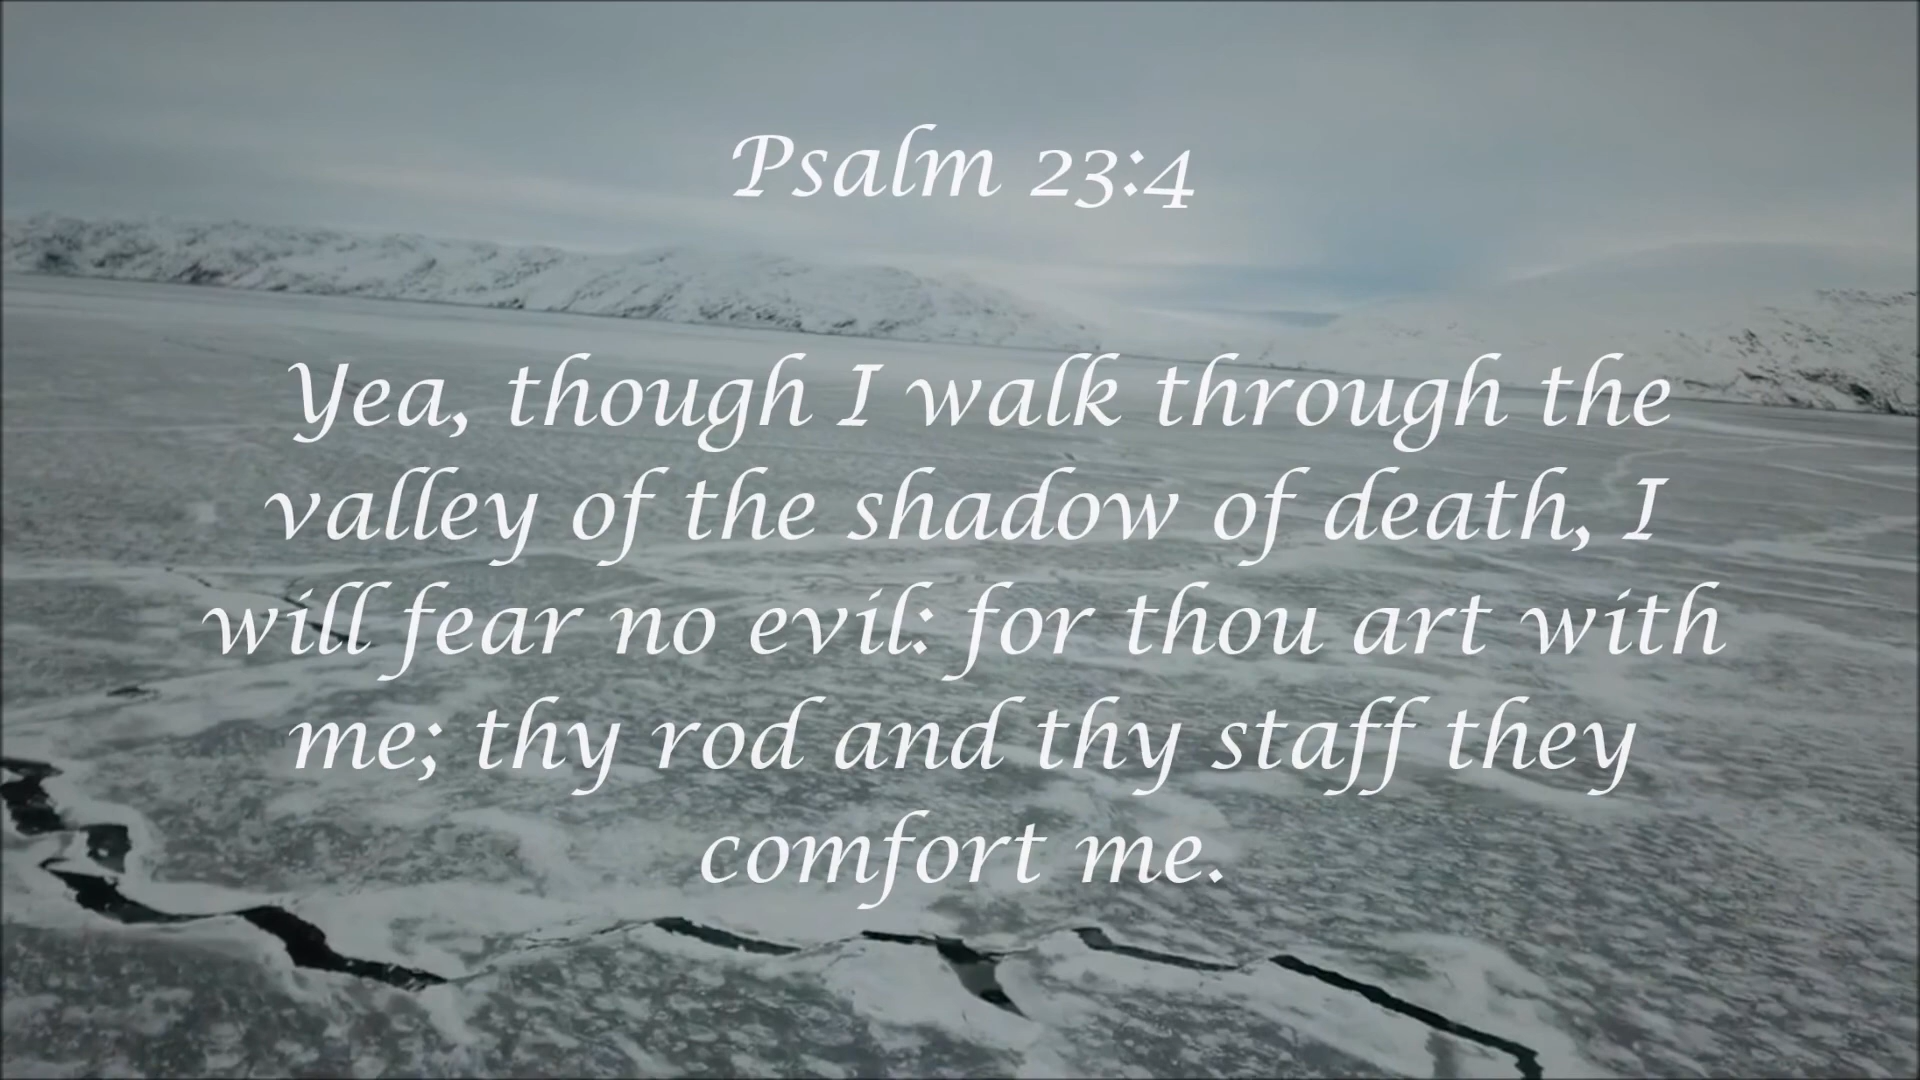 Psalm 23:4
Yea, though I walk through the
valley of the shadow of death, I
will fear no evil: for thou art with
me; thy rod and thy staff they
comfort me.